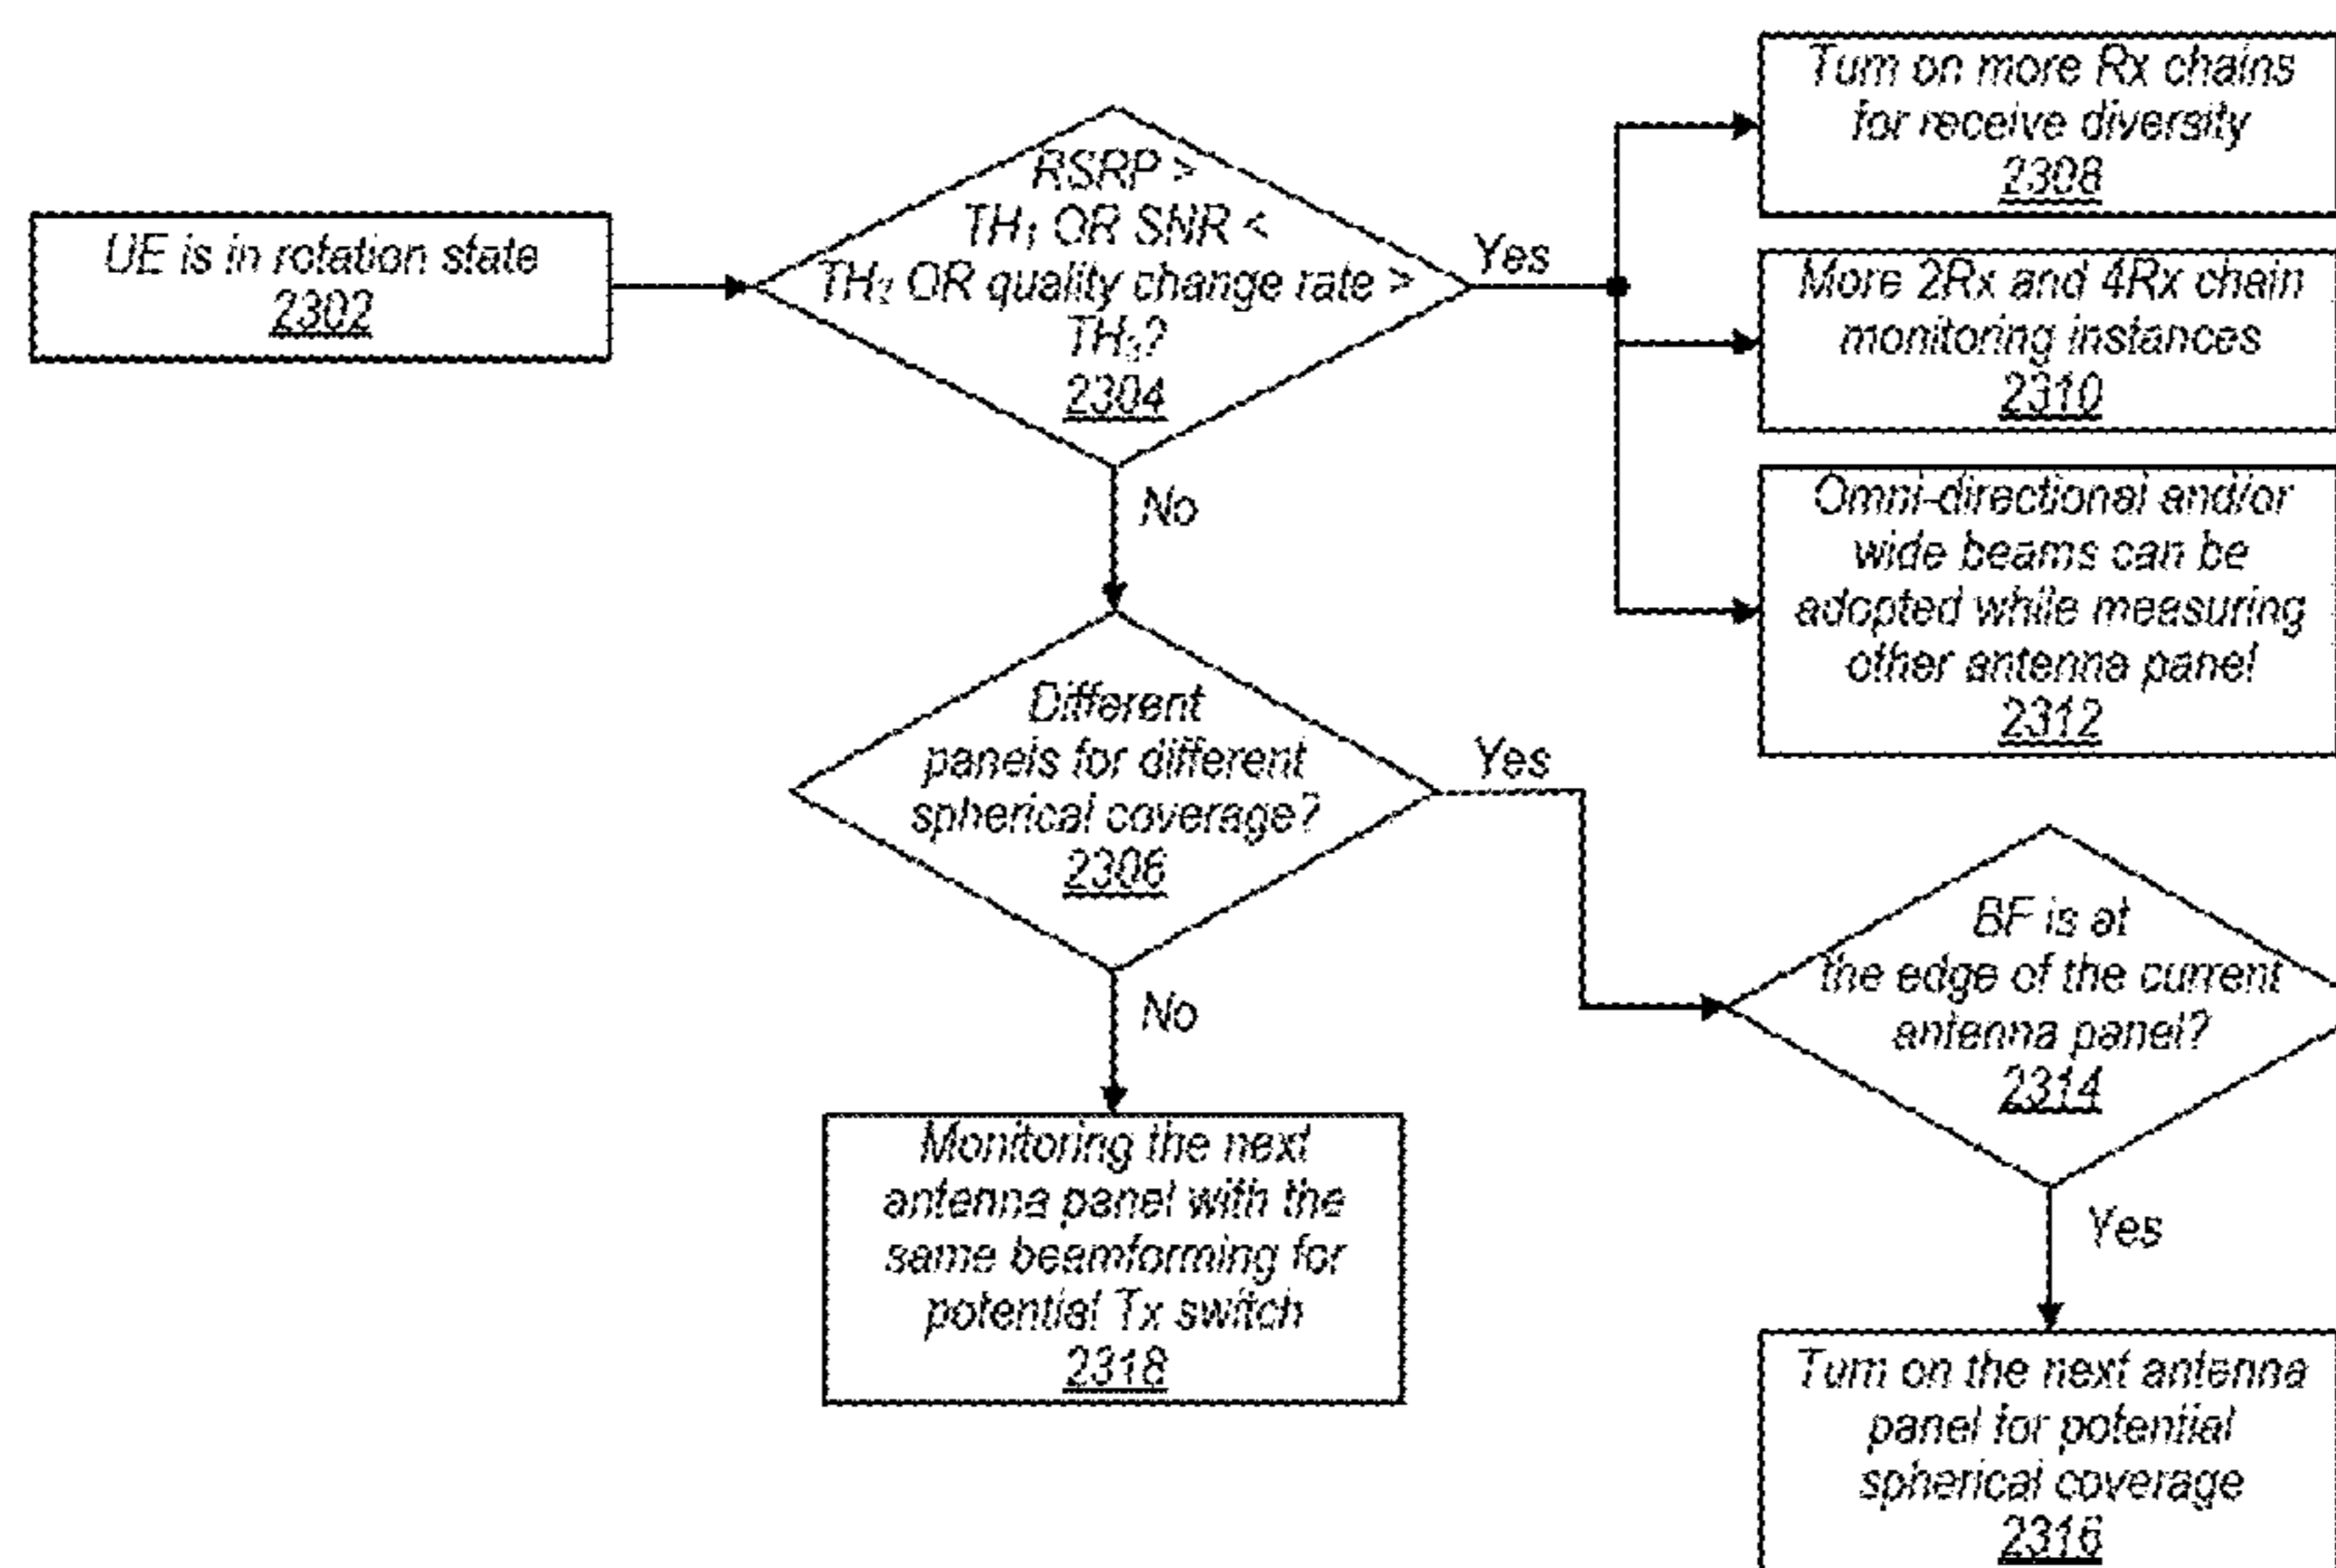 UE is in rotation state
2302
RSRP >
TH₁ OR SNR <
TH₂ OR quality change rate >
TH₃?
2304
Yes
No
Turn on more Rx chains
for receive diversity
2308
More 2Rx and 4Rx chain
monitoring instances
2310
Omni-directional and/or
wide beams can be
adopted while measuring
other antenna panel
2312
Different
panels for different
spherical coverage?
2306
Yes
No
BF is at
the edge of the current
antenna panel?
2314
Yes
Monitoring the next
antenna panel with the
same beamforming for
potential Tx switch
2318
Turn on the next antenna
panel for potential
spherical coverage
2316